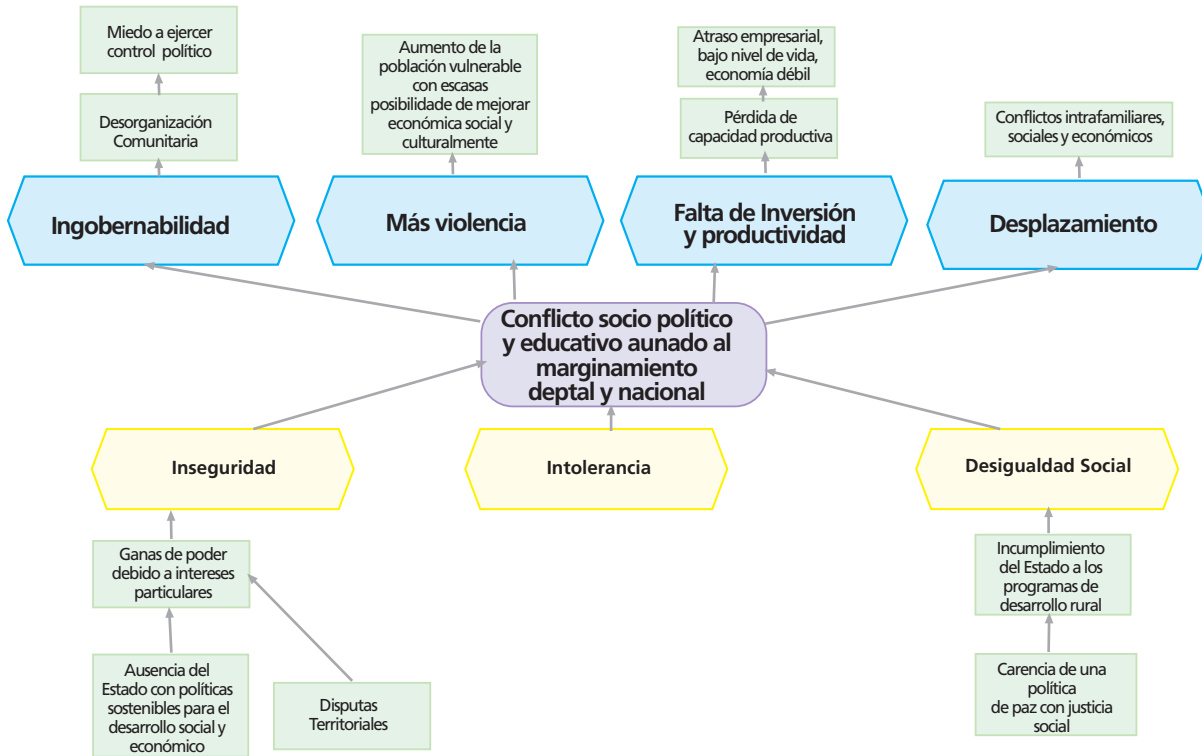 Miedo a ejercer
control político
Desorganización
Comunitaria
Ingobernabilidad
Aumento de la
población vulnerable
con escasas
posibilidade de mejorar
económica social y
culturalmente
Más violencia
Atraso empresarial,
bajo nivel de vida,
economía débil
Pérdida de
capacidad productiva
Falta de Inversión
y productividad
Conflictos intrafamiliares,
sociales y económicos
Desplazamiento
Conflicto socio político
y educativo aunado al
marginamiento
deptal y nacional
Inseguridad
Intolerancia
Desigualdad Social
Ganas de poder
debido a intereses
particulares
Ausencia del
Estado con políticas
sostenibles para el
desarrollo social y
económico
Disputas
Territoriales
Incumplimiento
del Estado a los
programas de
desarrollo rural
Carencia de una
política
de paz con justicia
social